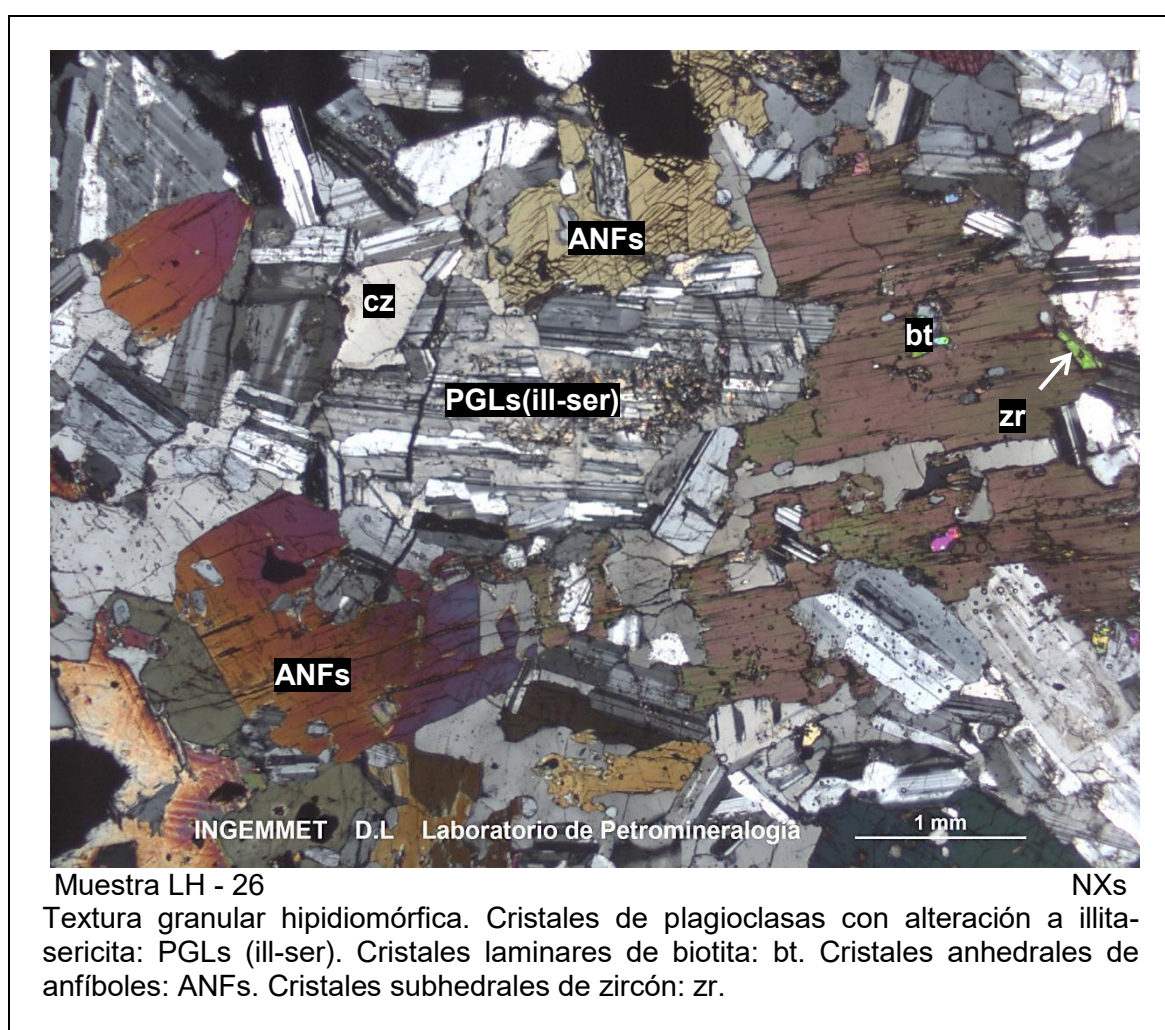 ANFs
cz
bt
PGLs(ill-ser)
zr
ANFs
INGEMMET D.L Laboratorio de Petromineralogía
1 mm
Muestra LH - 26 NXs
Textura granular hipidiomórfica. Cristales de plagioclasas con alteración a illita-
sericita: PGLs (ill-ser). Cristales laminares de biotita: bt. Cristales anhedrales de
anfíboles: ANFs. Cristales subhedrales de zircón: zr.